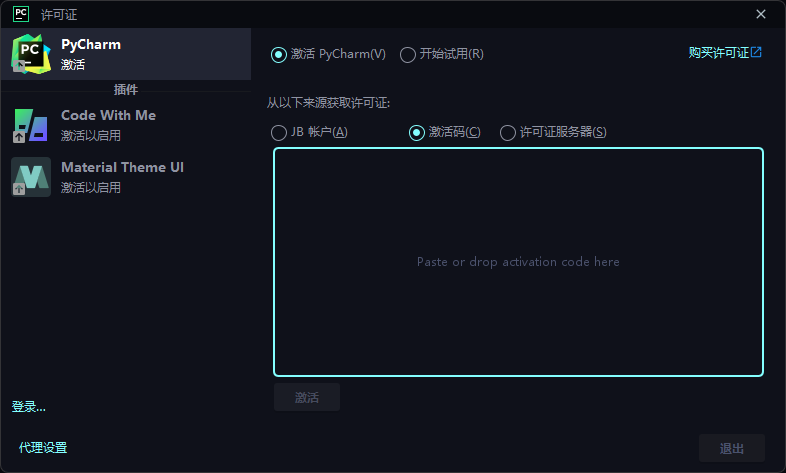 PC 许可证
PC PyCharm
激活
插件
Code With Me
激活以启用
Material Theme UI
激活以启用
登录...
代理设置
激活 PyCharm(V) 开始试用(R) 购买许可证
从以下来源获取许可证:
JB 帐户(A) 激活码(C) 许可证服务器(S)
Paste or drop activation code here
激活
退出